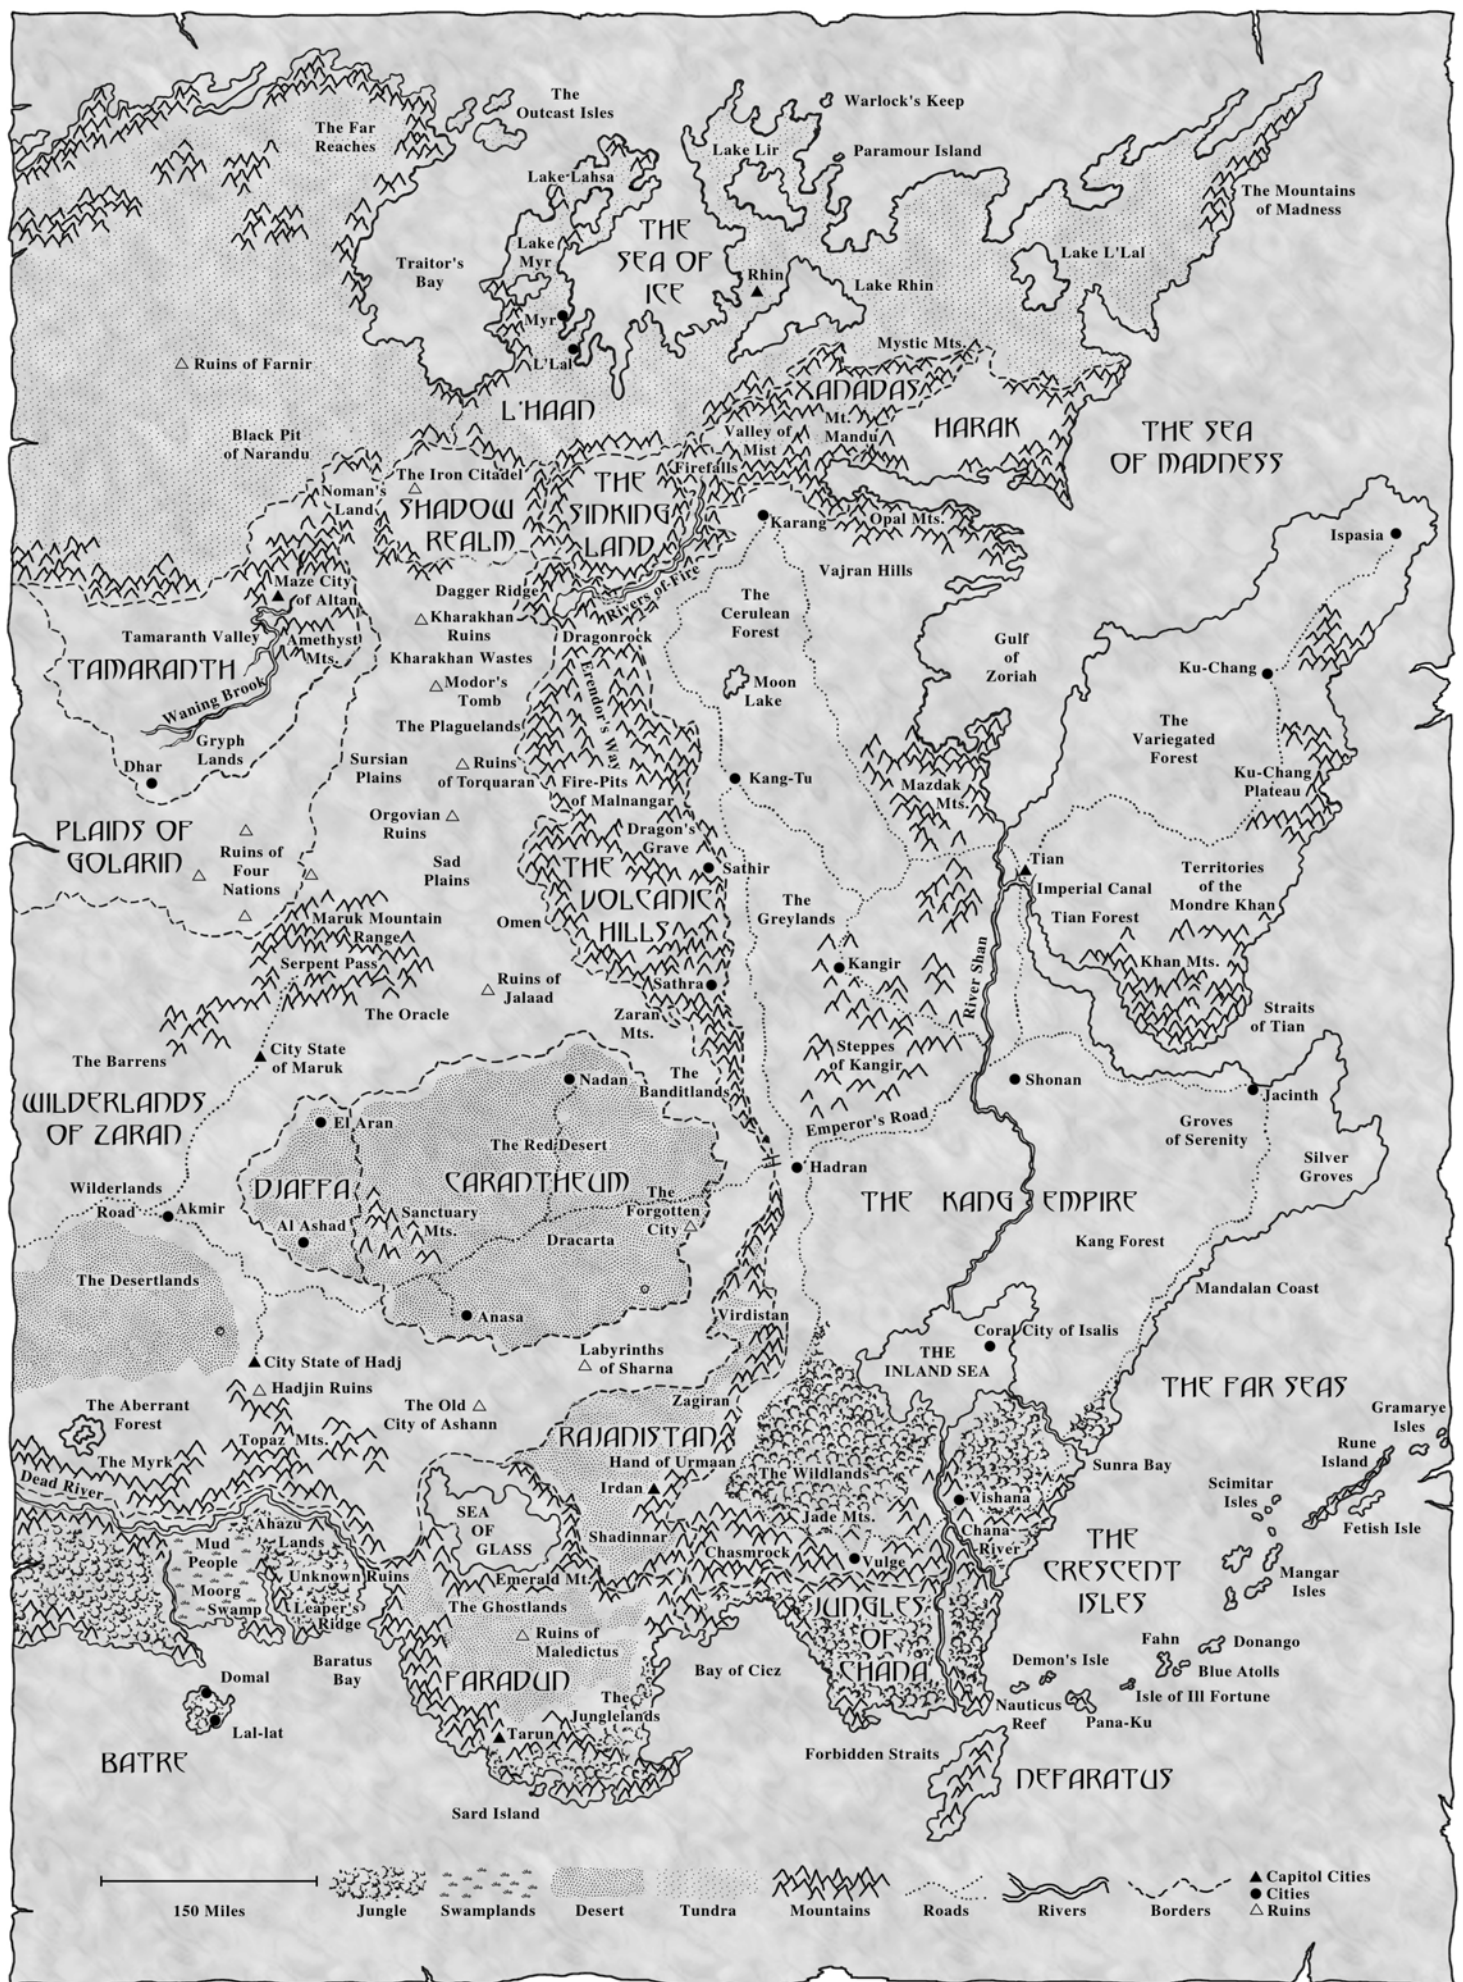 The
Outcast Isles
Warlock's Keep
The Far
Reaches
Lake Lir
Paramour Island
Lake Lahsa
The Mountains
of Madness
THE
SEA OF
ICE
Lake
Myr
Traitor's
Bay
Lake L'Lal
Rhin
Lake Rhin
Myr
Mystic Mts.
L'Lal
Ruins of Farnir
XANADAS
L'HAAN
Mt.
Mandu
HARAK
THE SEA
OF MADNESS
Valley of
Mist
Black Pit
of Narandu
Firefalls
The Iron Citadel
Noman's
Land
SHADOW
REALM
THE
SINKING
LAND
Karang
Opal Mts.
Ispasia
Vajran Hills
Maze City
of Altan
Dagger Ridge
Rivers of Fire
The
Cerulean
Forest
Kharakhan
Ruins
Tamaranth Valley
Amethyst
Mts.
Dragonrock
Gulf
of
Zoriah
TAMARANTH
Kharakhan Wastes
Ku-Chang
Erendor's Way
Modor's
Tomb
Moon
Lake
Waning Brook
The Plaguelands
The
Variegated
Forest
Gryph
Lands
Dhar
Sursian
Plains
Ruins
of Torquaran
Fire-Pits
of Malnangar
Kang-Tu
Mazdak
Mts.
Ku-Chang
Plateau
Orgovian
Ruins
PLAINS OF
GOLARIN
Dragon's
Grave
Ruins of
Four
Nations
Sad
Plains
THE
VOLCANIC
HILLS
Sathir
Tian
Imperial Canal
Territories
of the
Mondre Khan
The
Greylands
Tian Forest
Maruk Mountain
Range
Omen
Serpent Pass
Kangir
Khan Mts.
River Shan
Ruins of
Jalaad
Sathra
The Oracle
Zaran
Mts.
Straits
of Tian
City State
of Maruk
The Barrens
Steppes
of Kangir
The
Banditlands
Nadan
Shonan
Jacinth
WILDERLANDS
OF ZARAN
El Aran
Emperor's Road
Groves
of Serenity
The Red Desert
Silver
Groves
Hadran
DJAFFA
CARANTHEUM
Wilderlands
Road
Akmir
Sanctuary
Mts.
The
Forgotten
City
THE KANG EMPIRE
Al Ashad
Dracarta
Kang Forest
The Desertlands
Mandalan Coast
Anasa
Virdistan
Coral City of Isalis
THE
INLAND SEA
Labyrinths
of Sharna
City State of Hadj
Hadjin Ruins
THE FAR SEAS
The Aberrant
Forest
The Old
City of Ashann
Zagiran
Gramarye
Isles
Topaz Mts.
RAJANISTAN
Rune
Island
The Myrk
Hand of Urmaan
The Wildlands
Sunra Bay
Dead River
Irdan
Scimitar
Isles
Vishana
SEA
OF
GLASS
Jade Mts.
Fetish Isle
Ahazu
Lands
Shadinnar
Chana
River
THE
CRESCENT
ISLES
Mud
People
Chasmrock
Vulge
Unknown Ruins
Emerald Mt.
Mangar
Isles
Moorg
Swamp
Leaper's
Ridge
The Ghostlands
JUNGLES
OF
CHANA
Ruins of
Maledictus
Fahn
Donango
Baratus
Bay
Bay of Cicz
Demon's Isle
Blue Atolls
Domal
PARADUN
Isle of Ill Fortune
The
Junglelands
Nauticus
Reef
Pana-Ku
Lal-lat
Tarun
BATRE
Forbidden Straits
NEPARATUS
Sard Island
150 Miles
Jungle
Swamplands
Desert
Tundra
Mountains
Roads
Rivers
Borders
Capitol Cities
Cities
Ruins